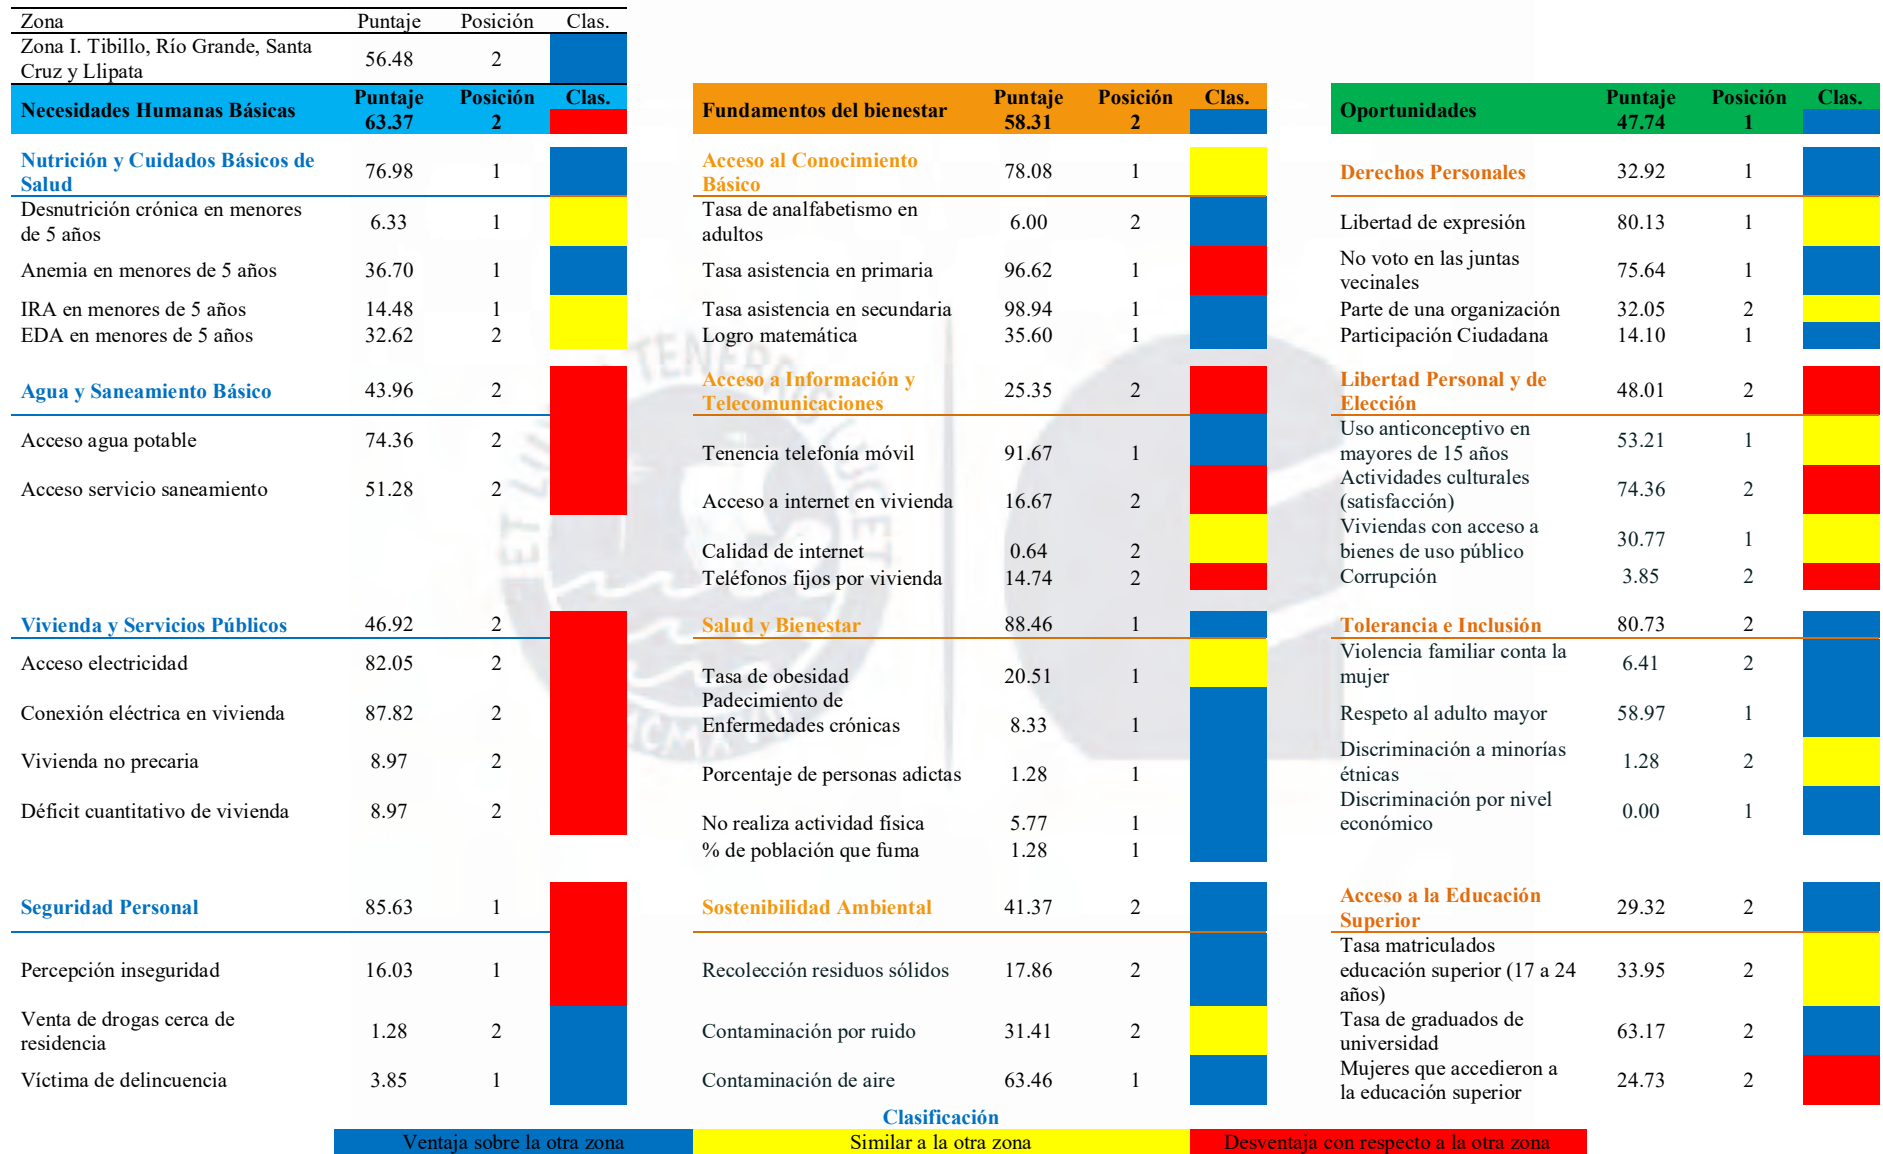 Zona Puntaje Posición Clas.
Zona I. Tibillo, Río Grande, Santa
Cruz y Llipata 56.48 2
Necesidades Humanas Básicas Puntaje Posición Clas.
63.37 2
Nutrición y Cuidados Básicos de
Salud 76.98 1
Desnutrición crónica en menores
de 5 años 6.33 1
Anemia en menores de 5 años 36.70 1
IRA en menores de 5 años 14.48 1
EDA en menores de 5 años 32.62 2
Agua y Saneamiento Básico 43.96 2
Acceso agua potable 74.36 2
Acceso servicio saneamiento 51.28 2
Vivienda y Servicios Públicos 46.92 2
Acceso electricidad 82.05 2
Conexión eléctrica en vivienda 87.82 2
Vivienda no precaria 8.97 2
Déficit cuantitativo de vivienda 8.97 2
Seguridad Personal 85.63 1
Percepción inseguridad 16.03 1
Venta de drogas cerca de
residencia 1.28 2
Víctima de delincuencia 3.85 1
Fundamentos del bienestar Puntaje Posición Clas.
58.31 2
Acceso al Conocimiento
Básico 78.08 1
Tasa de analfabetismo en
adultos 6.00 2
Tasa asistencia en primaria 96.62 1
Tasa asistencia en secundaria 98.94 1
Logro matemática 35.60 1
Acceso a Información y
Telecomunicaciones 25.35 2
Tenencia telefonía móvil 91.67 1
Acceso a internet en vivienda 16.67 2
Calidad de internet 0.64 2
Teléfonos fijos por vivienda 14.74 2
Salud y Bienestar 88.46 1
Tasa de obesidad 20.51 1
Padecimiento de
Enfermedades crónicas 8.33 1
Porcentaje de personas adictas 1.28 1
No realiza actividad física 5.77 1
% de población que fuma 1.28 1
Sostenibilidad Ambiental 41.37 2
Recolección residuos sólidos 17.86 2
Contaminación por ruido 31.41 2
Contaminación de aire 63.46 1
Oportunidades Puntaje Posición Clas.
47.74 1
Derechos Personales 32.92 1
Libertad de expresión 80.13 1
No voto en las juntas
vecinales 75.64 1
Parte de una organización 32.05 2
Participación Ciudadana 14.10 1
Libertad Personal y de
Elección 48.01 2
Uso anticonceptivo en
mayores de 15 años 53.21 1
Actividades culturales
(satisfacción) 74.36 2
Viviendas con acceso a
bienes de uso público 30.77 1
Corrupción 3.85 2
Tolerancia e Inclusión 80.73 2
Violencia familiar conta la
mujer 6.41 2
Respeto al adulto mayor 58.97 1
Discriminación a minorías
étnicas 1.28 2
Discriminación por nivel
económico 0.00 1
Acceso a la Educación
Superior 29.32 2
Tasa matriculados
educación superior (17 a 24
años) 33.95 2
Tasa de graduados de
universidad 63.17 2
Mujeres que accedieron a
la educación superior 24.73 2
Clasificación
Ventaja sobre la otra zona Similar a la otra zona Desventaja con respecto a la otra zona